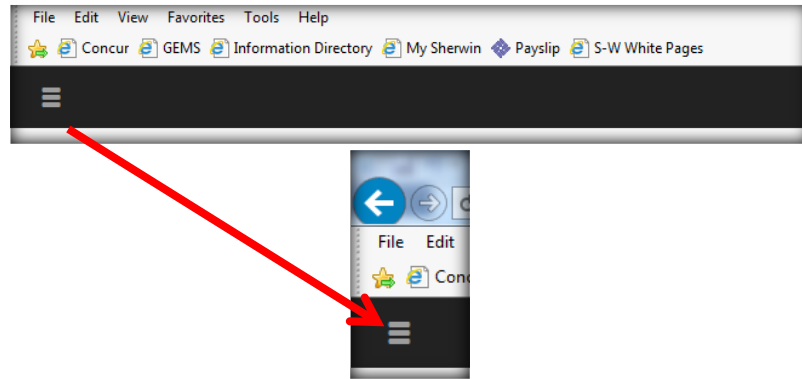 File Edit View Favorites Tools Help
Concur GEMS Information Directory My Sherwin Payslip S-W White Pages
File Edit